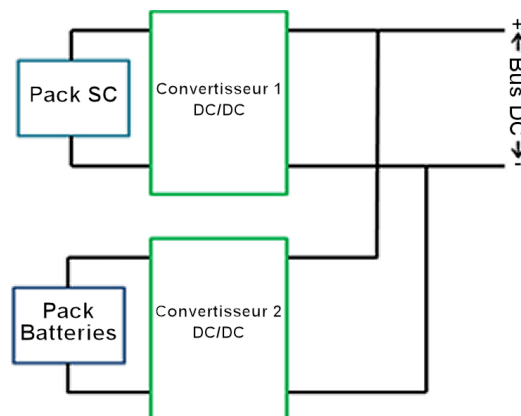 Pack SC
Convertisseur 1
DC/DC
+
Bus DC
-
Pack
Batteries
Convertisseur 2
DC/DC